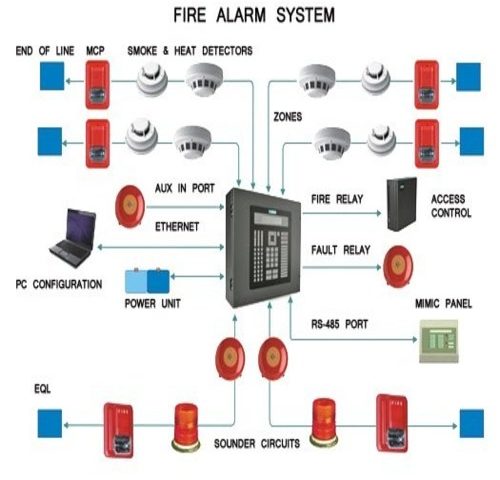 FIRE ALARM SYSTEM
END OF LINE MCP SMOKE & HEAT DETECTORS
ZONES
AUX IN PORT
FIRE RELAY
ACCESS
CONTROL
ETHERNET
FAULT RELAY
PC CONFIGURATION
POWER UNIT
RS-485 PORT
MIMIC PANEL
EQL
SOUNDER CIRCUITS